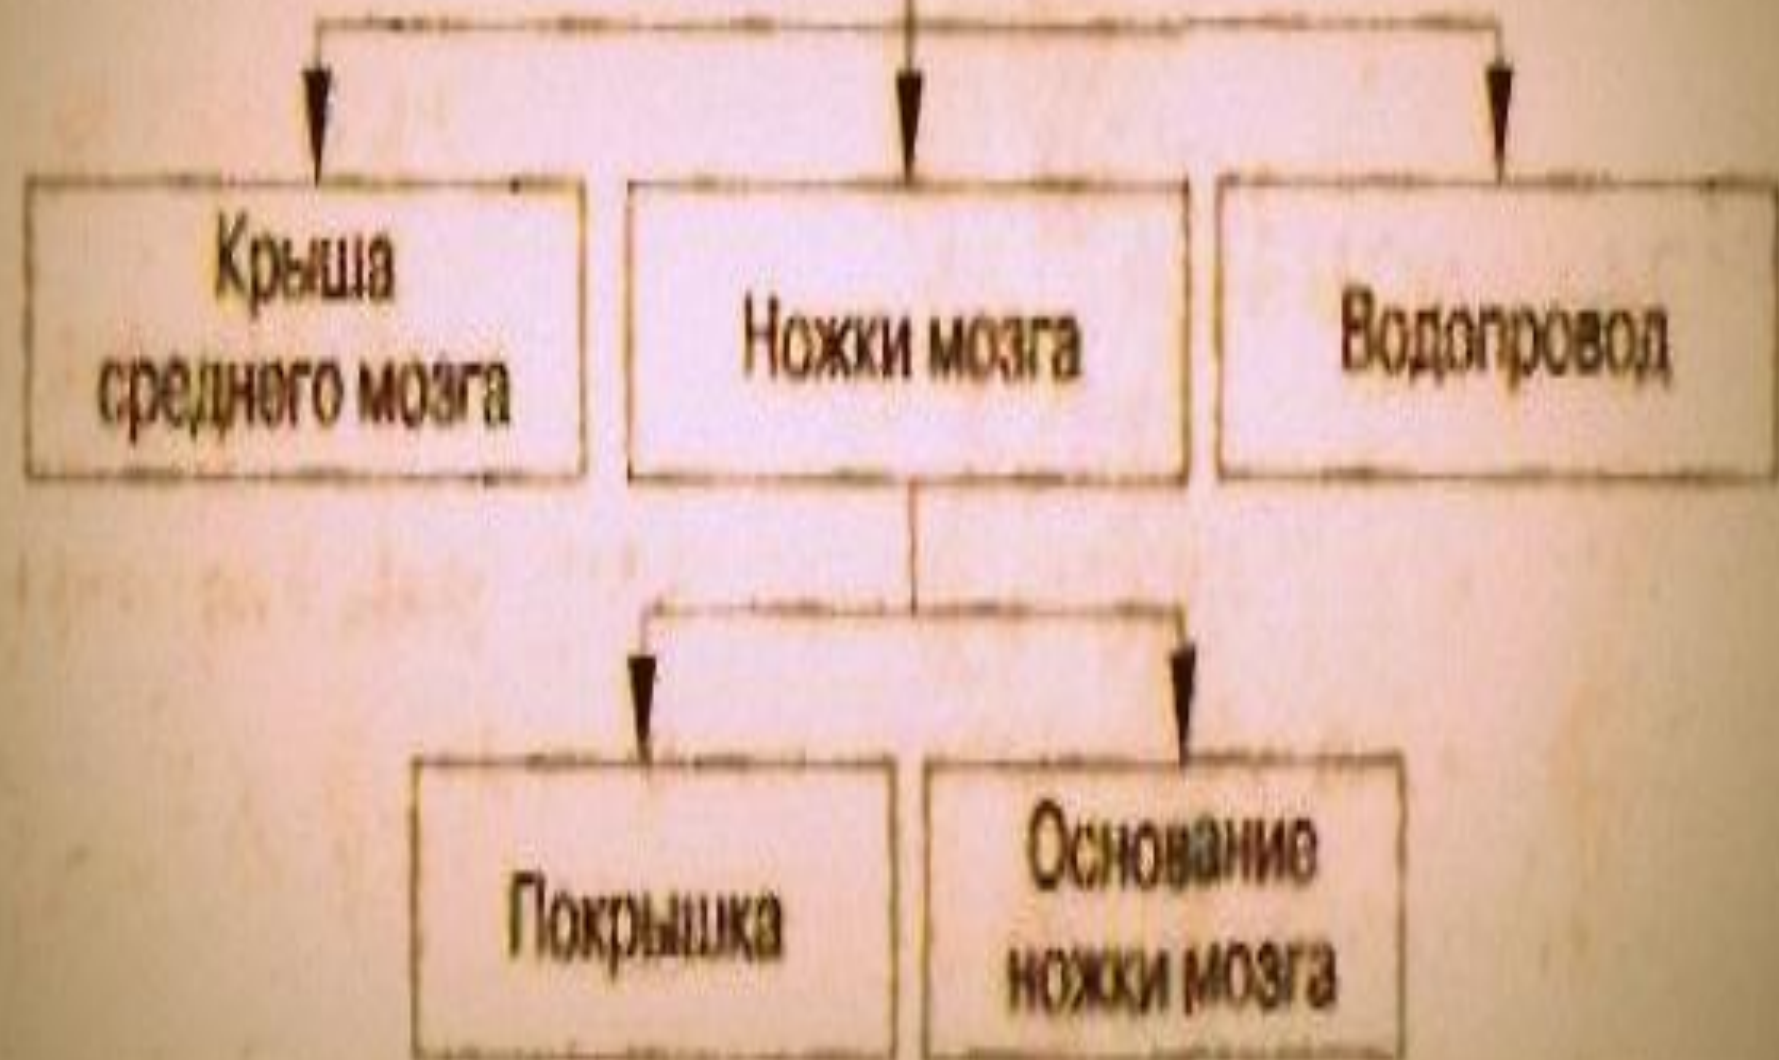 Крыша
среднего мозга
Ножки мозга
Водопровод
Покрышка
Основание
ножки мозга